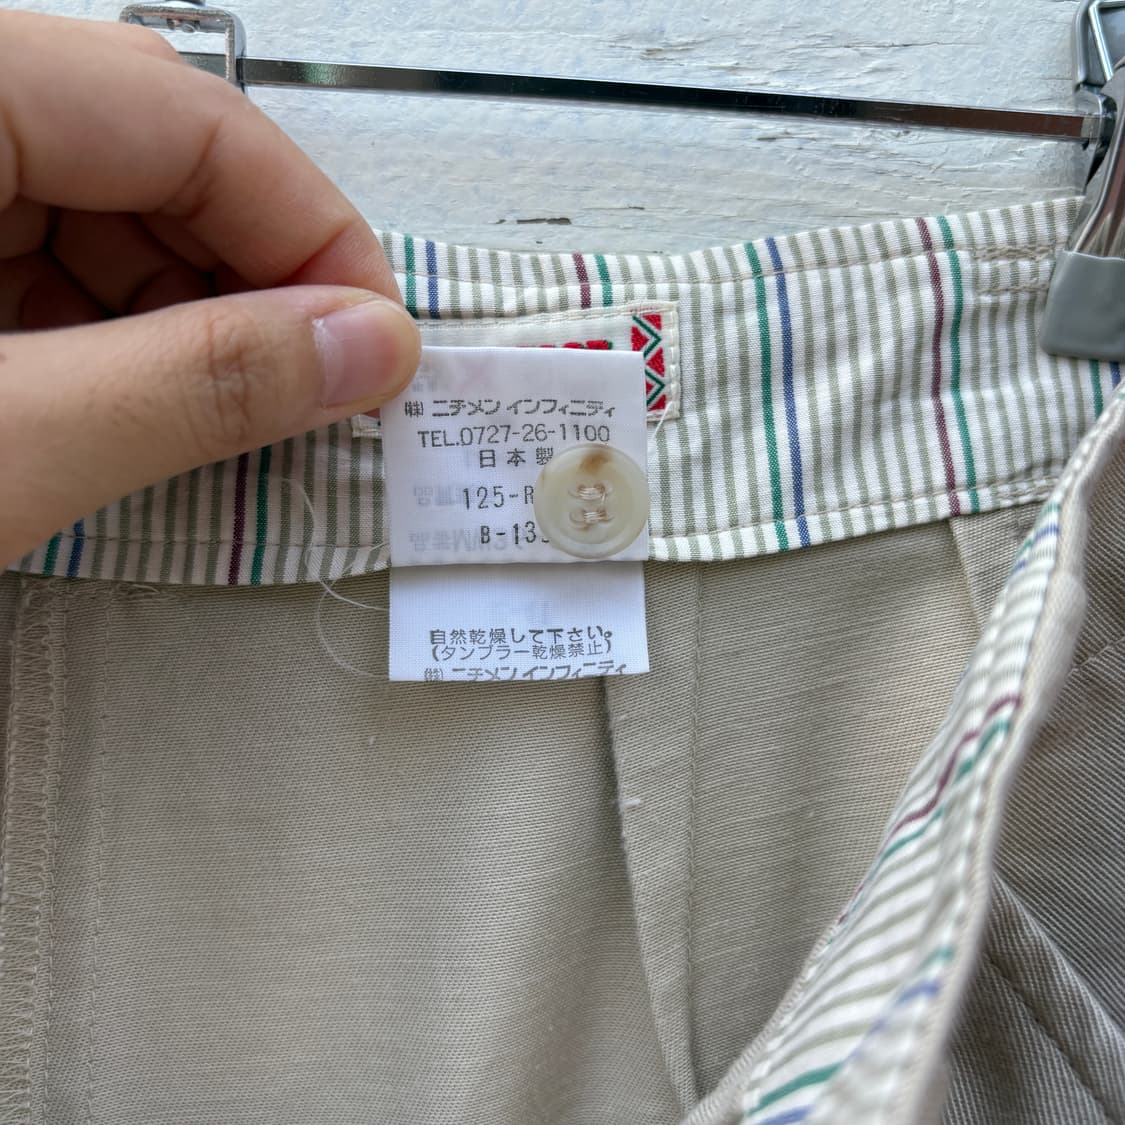 ㈱ ニチメン インフィニティ
TEL.0727-26-1100
日本製
125-R
B-13
自然乾燥して下さい。
(タンブラー乾燥禁止)
㈱ ニチメン インフィニティ